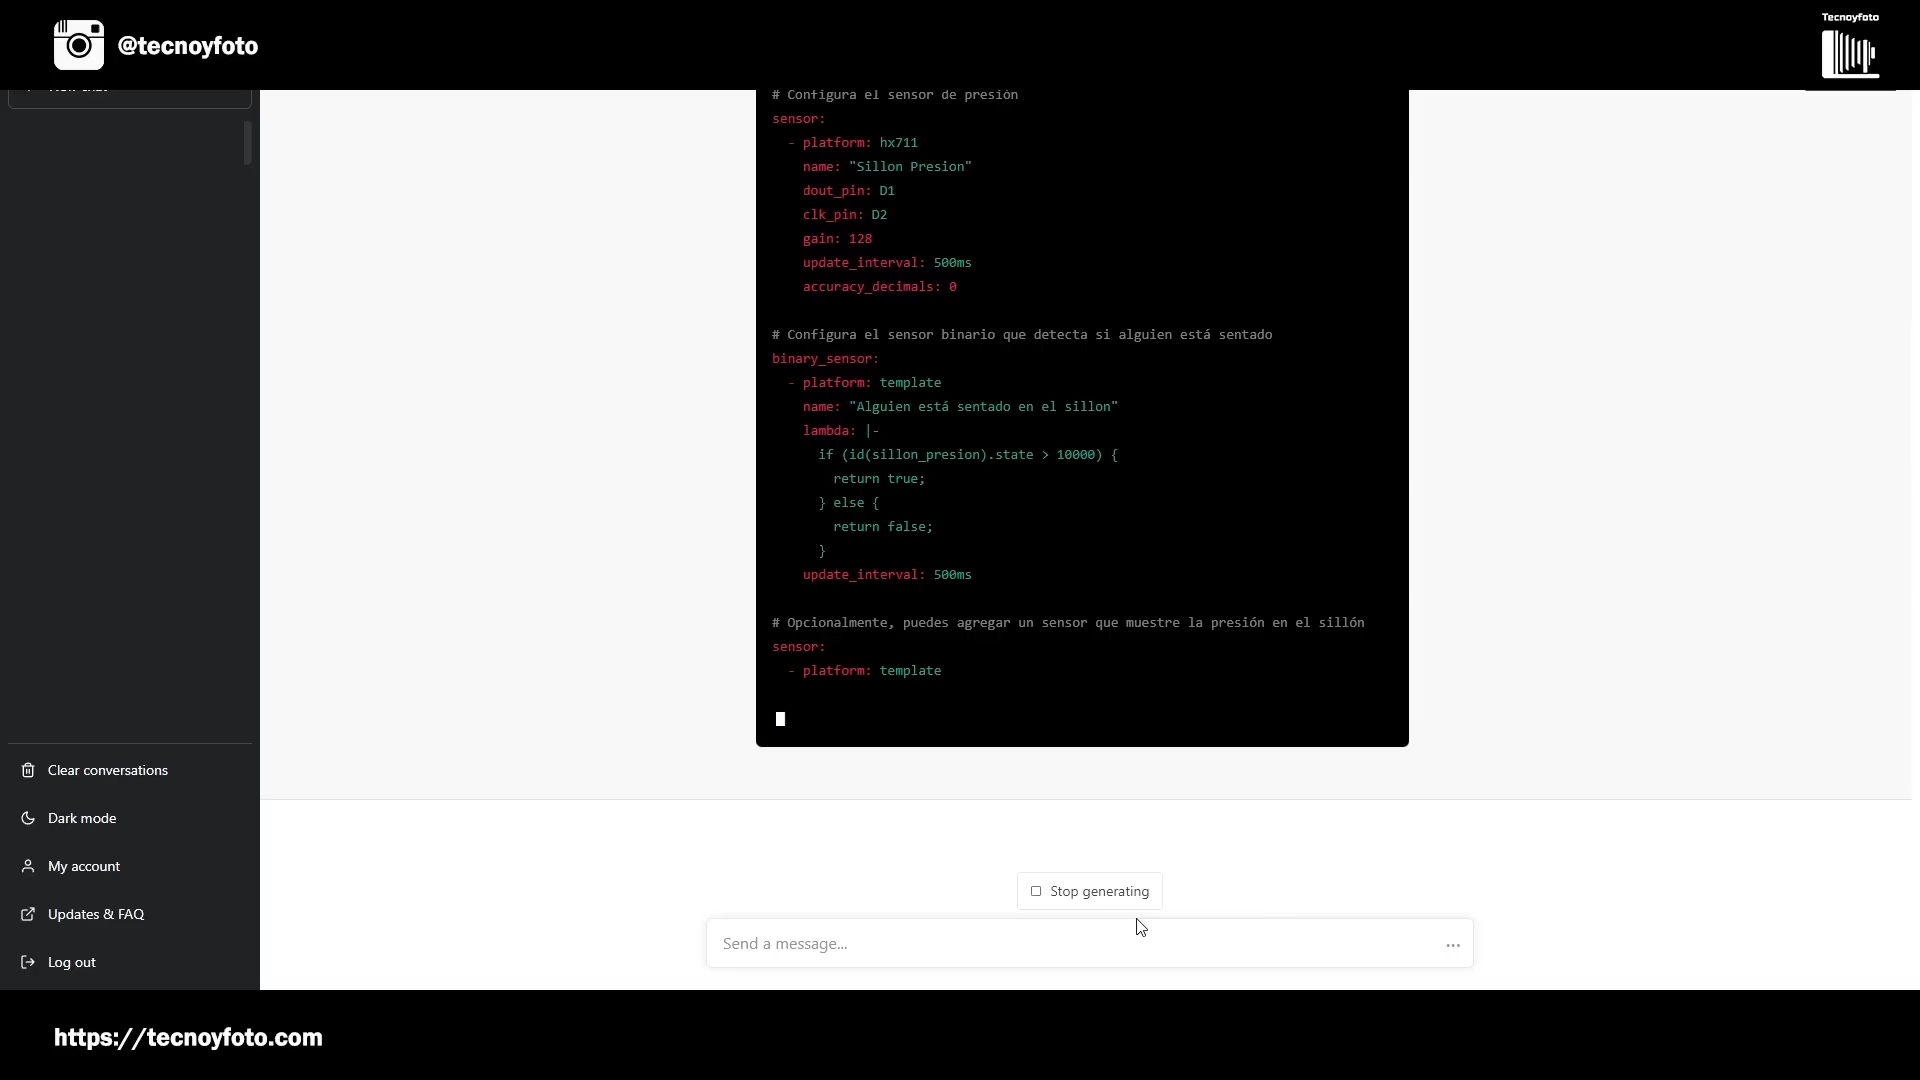 @tecnoyfoto
Tecnoyfoto
# Configura el sensor de presión
sensor:
- platform: hx711
name: "Sillon Presion"
dout_pin: D1
clk_pin: D2
gain: 128
update_interval: 500ms
accuracy_decimals: 0
# Configura el sensor binario que detecta si alguien está sentado
binary_sensor:
- platform: template
name: "Alguien está sentado en el sillon"
lambda: |-
if (id(sillon_presion).state > 10000) {
return true;
} else {
return false;
}
update_interval: 500ms
# Opcionalmente, puedes agregar un sensor que muestre la presión en el sillón
sensor:
- platform: template
Clear conversations
Dark mode
My account
Updates & FAQ
Log out
Stop generating
Send a message...
https://tecnoyfoto.com